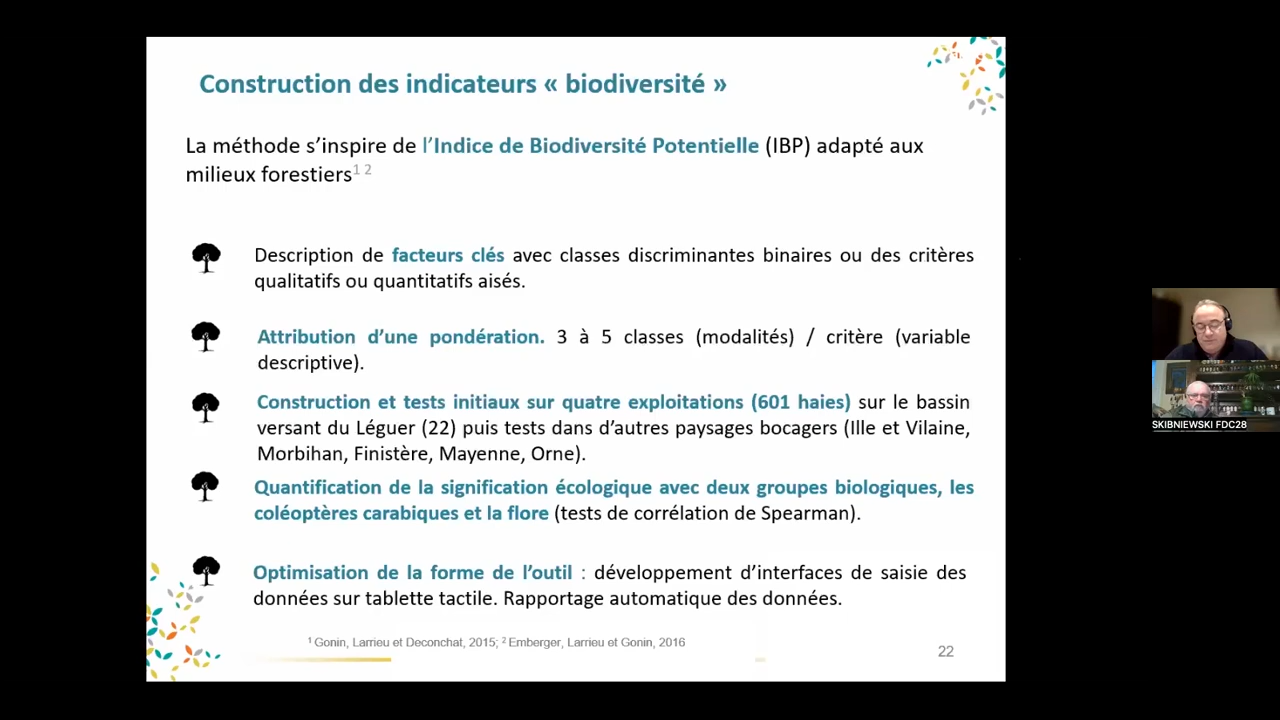 Construction des indicateurs « biodiversité »
La méthode s’inspire de l’Indice de Biodiversité Potentielle (IBP) adapté aux
milieux forestiers1 2
Description de facteurs clés avec classes discriminantes binaires ou des critères
qualitatifs ou quantitatifs aisés.
Attribution d’une pondération. 3 à 5 classes (modalités) / critère (variable
descriptive).
Construction et tests initiaux sur quatre exploitations (601 haies) sur le bassin
versant du Léguer (22) puis tests dans d’autres paysages bocagers (Ille et Vilaine,
Morbihan, Finistère, Mayenne, Orne).
Quantification de la signification écologique avec deux groupes biologiques, les
coléoptères carabiques et la flore (tests de corrélation de Spearman).
Optimisation de la forme de l’outil : développement d’interfaces de saisie des
données sur tablette tactile. Rapportage automatique des données.
1 Gonin, Larrieu et Deconchat, 2015; 2 Emberger, Larrieu et Gonin, 2016
22
SKIBNIEWSKI FDC28